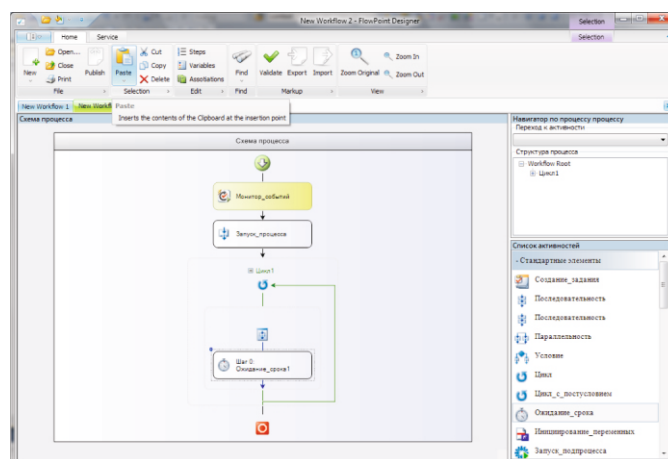 New Workflow 2 - FlowPoint Designer
Selection
Home
Service
Selection
New
Open...
Close
Print
Publish
File
Paste
Cut
Copy
Delete
Selection
Steps
Variables
Associations
Edit
Find
Find
Validate
Export
Import
Markup
Zoom Original
Zoom In
Zoom Out
View
New Workflow 1
Paste
Inserts the contents of the Clipboard at the insertion point
Схема процесса
Схема процесса
Монитор_событий
Запуск_процесса
Цикл1
Шаг 0:
Ожидание_срока1
Навигатор по процессу процессу
Переход к активности
Структура процесса
Workflow Root
Цикл1
Список активностей
- Стандартные элементы
Создание_задания
Последовательность
Последовательность
Параллельность
Условие
Цикл
Цикл_с_постусловием
Ожидание_срока
Инициирование_переменных
Запуск_подпроцесса